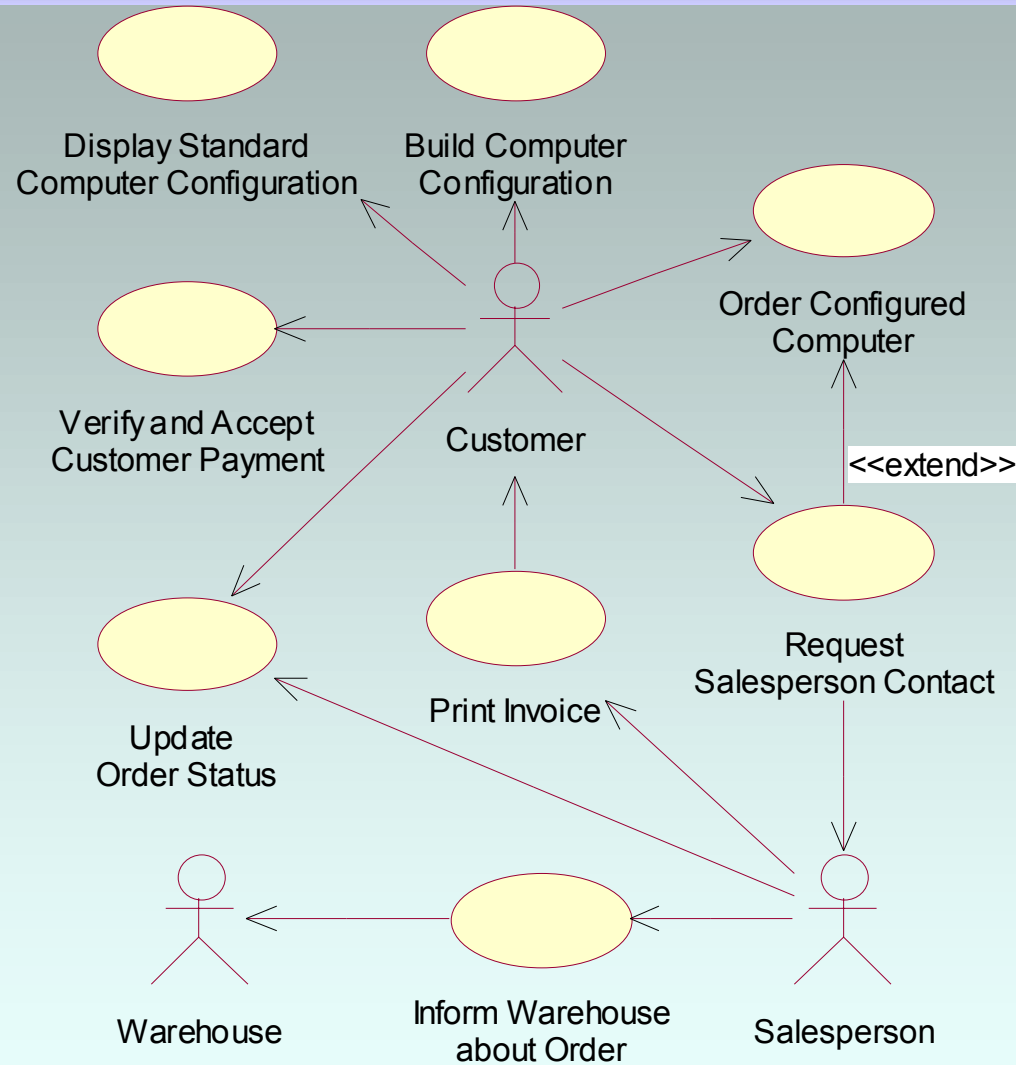 Display Standard
Computer Configuration
Build Computer
Configuration
Order Configured
Computer
Verify and Accept
Customer Payment
Customer
<<extend>>
Request
Salesperson Contact
Print Invoice
Update
Order Status
Warehouse
Inform Warehouse
about Order
Salesperson